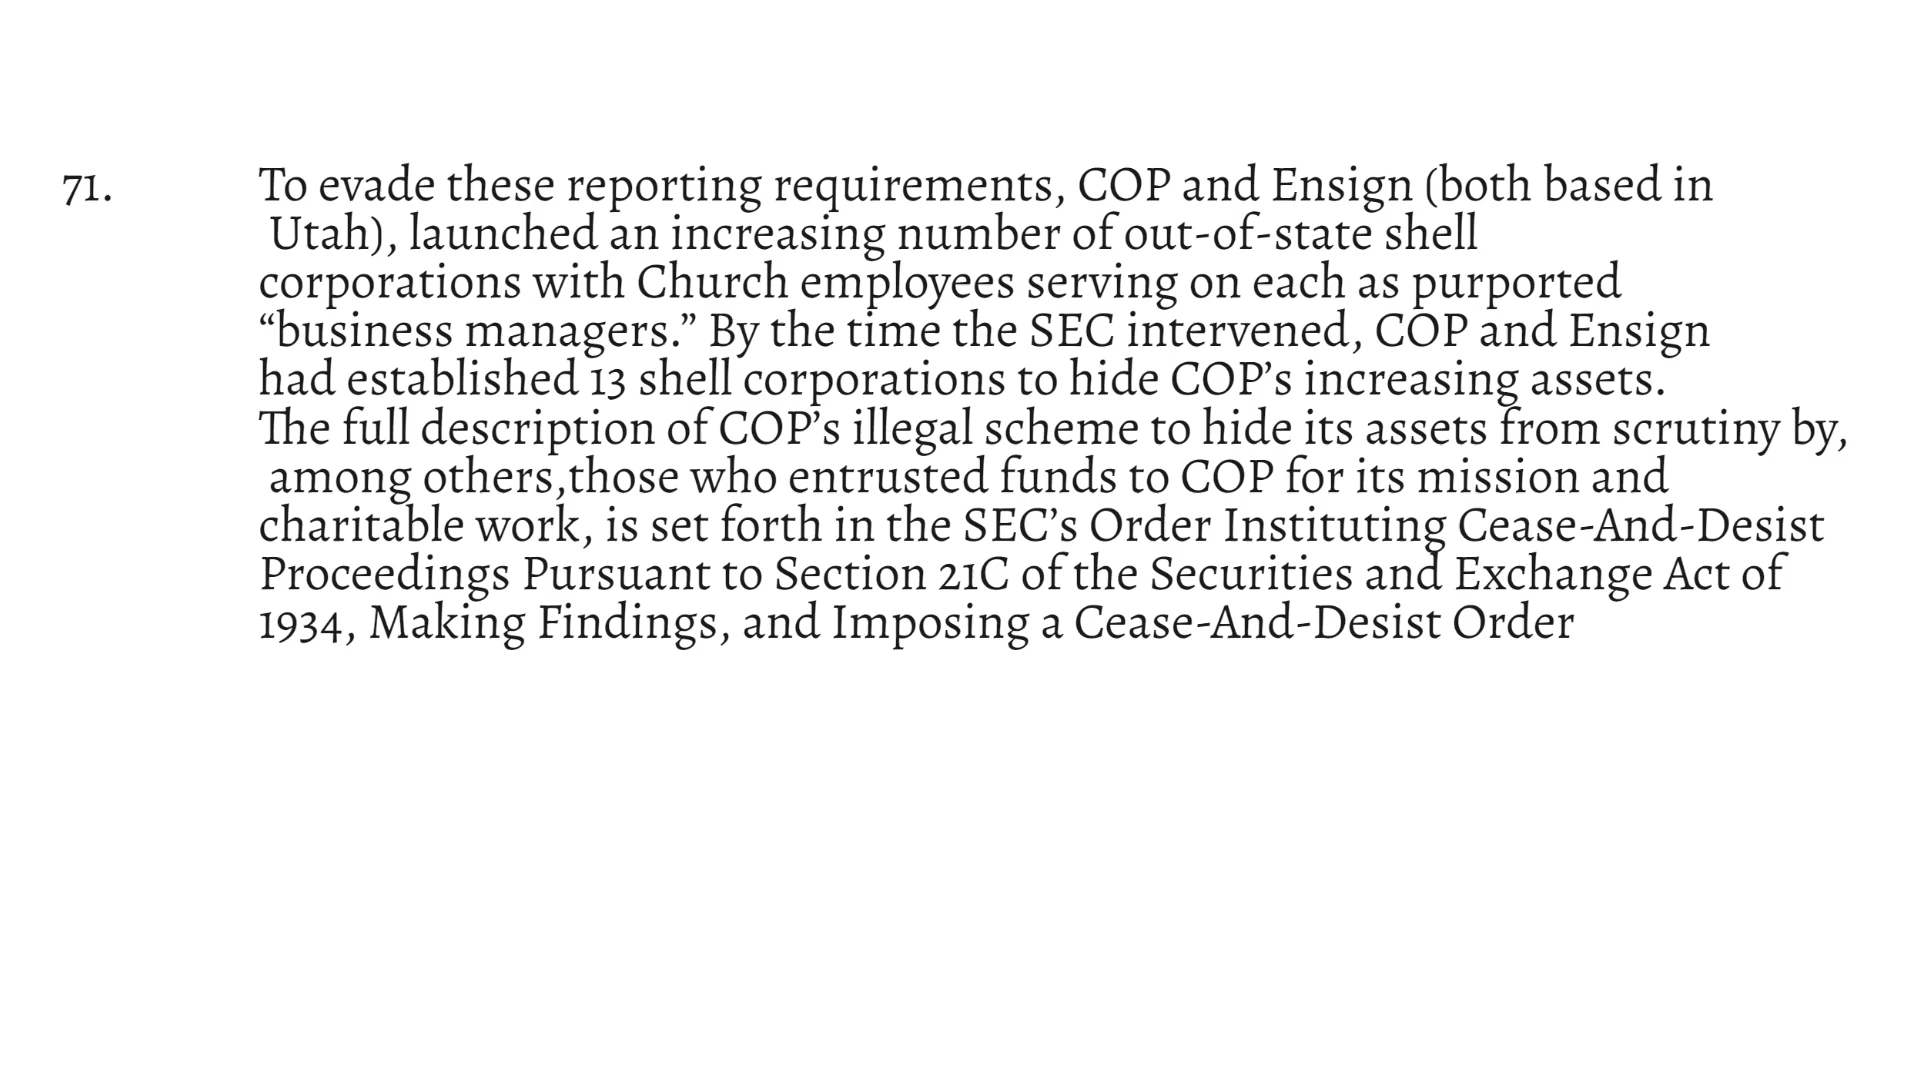 71. To evade these reporting requirements, COP and Ensign (both based in
Utah), launched an increasing number of out-of-state shell
corporations with Church employees serving on each as purported
“business managers.” By the time the SEC intervened, COP and Ensign
had established 13 shell corporations to hide COP’s increasing assets.
The full description of COP’s illegal scheme to hide its assets from scrutiny by,
among others,those who entrusted funds to COP for its mission and
charitable work, is set forth in the SEC’s Order Instituting Cease-And-Desist
Proceedings Pursuant to Section 21C of the Securities and Exchange Act of
1934, Making Findings, and Imposing a Cease-And-Desist Order